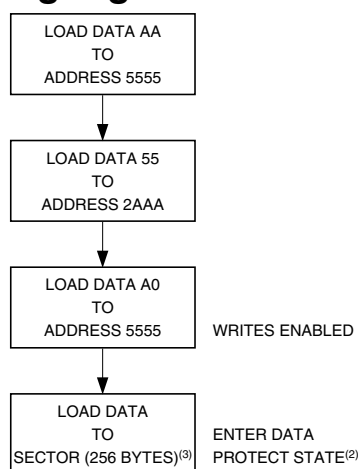 LOAD DATA AA
TO
ADDRESS 5555
LOAD DATA 55
TO
ADDRESS 2AAA
LOAD DATA A0
TO
ADDRESS 5555 WRITES ENABLED
LOAD DATA
TO ENTER DATA
SECTOR (256 BYTES)(3) PROTECT STATE(2)